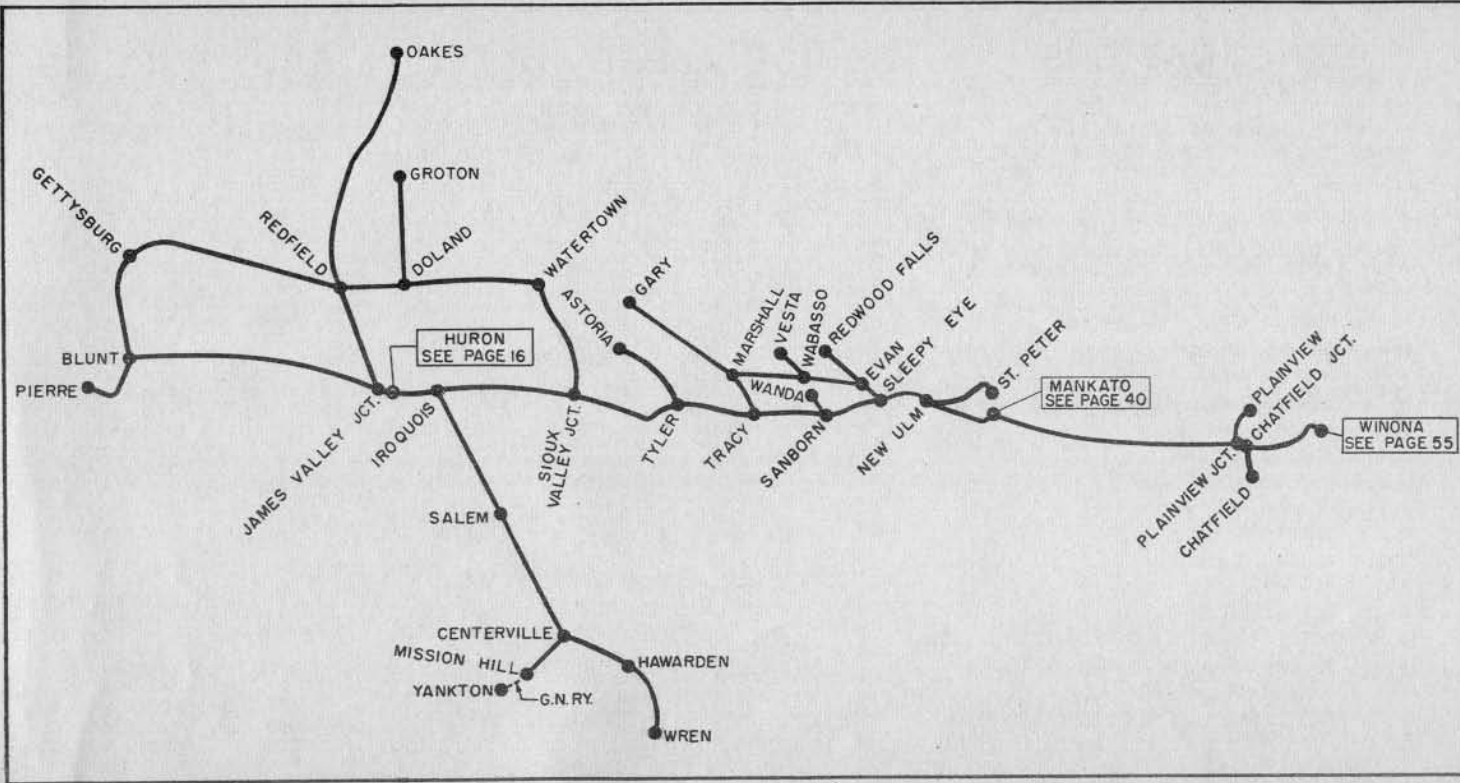 OAKES
GROTON
GETTYSBURG
REDFIELD
DOLAND
WATERTOWN
ASTORIA
GARY
MARSHALL
VESTA
WABASSO
REDWOOD FALLS
EVAN
SLEEPY EYE
ST. PETER
BLUNT
PIERRE
HURON
SEE PAGE 16
JAMES VALLEY JCT.
IROQUOIS
SIOUX
VALLEY JCT.
TYLER
TRACY
WANDA
SANBORN
NEW ULM
MANKATO
SEE PAGE 40
PLAINVIEW
CHATFIELD JCT.
WINONA
SEE PAGE 55
PLAINVIEW JCT.
CHATFIELD
SALEM
CENTERVILLE
MISSION HILL
YANKTON
G.N.RY.
HAWARDEN
WREN